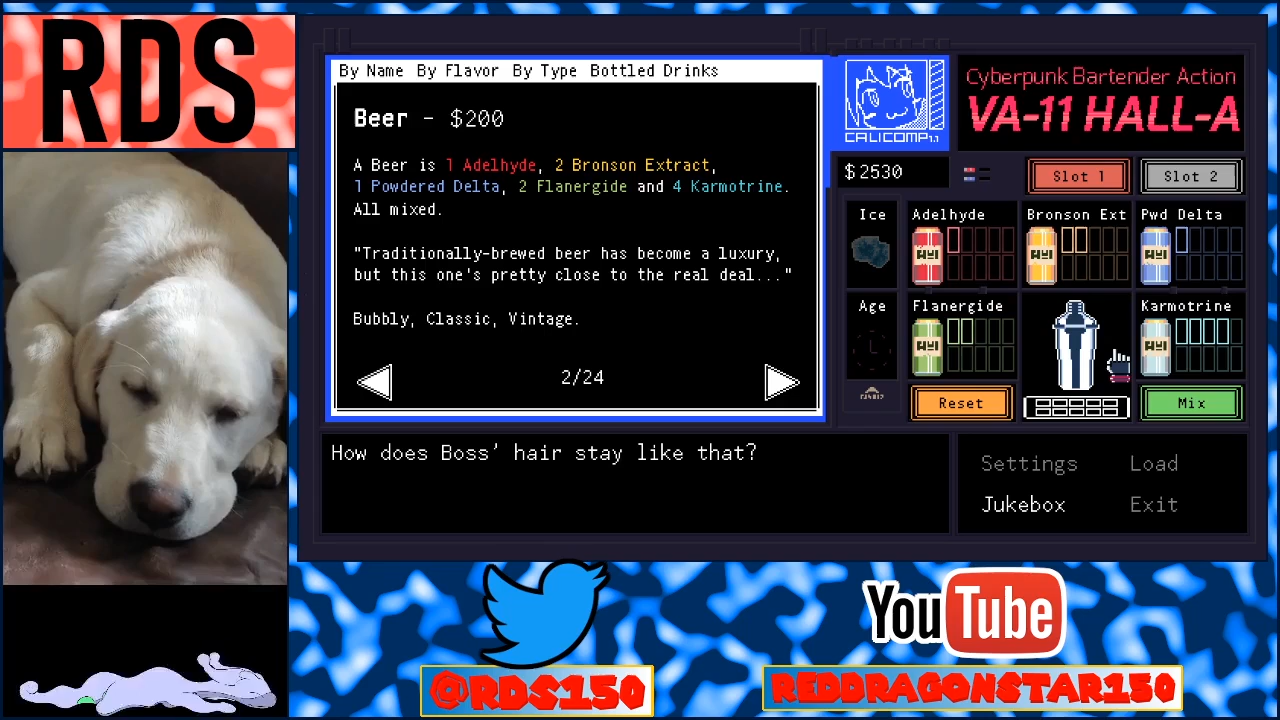 RDS
By Name By Flavor By Type Bottled Drinks
Beer - $200
A Beer is 1 Adelhyde, 2 Bronson Extract,
1 Powdered Delta, 2 Flanergide and 4 Karmotrine.
All mixed.
"Traditionally-brewed beer has become a luxury,
but this one's pretty close to the real deal..."
Bubbly, Classic, Vintage.
2/24
CALICOMP1.1
Cyberpunk Bartender Action
VA-11 HALL-A
$2530
Slot 1
Slot 2
Ice
Adelhyde
Bronson Ext
Pwd Delta
Age
Flanergide
Karmotrine
Reset
Mix
How does Boss' hair stay like that?
Settings Load
Jukebox Exit
YouTube
@RDS150
REDDRAGONSTAR150